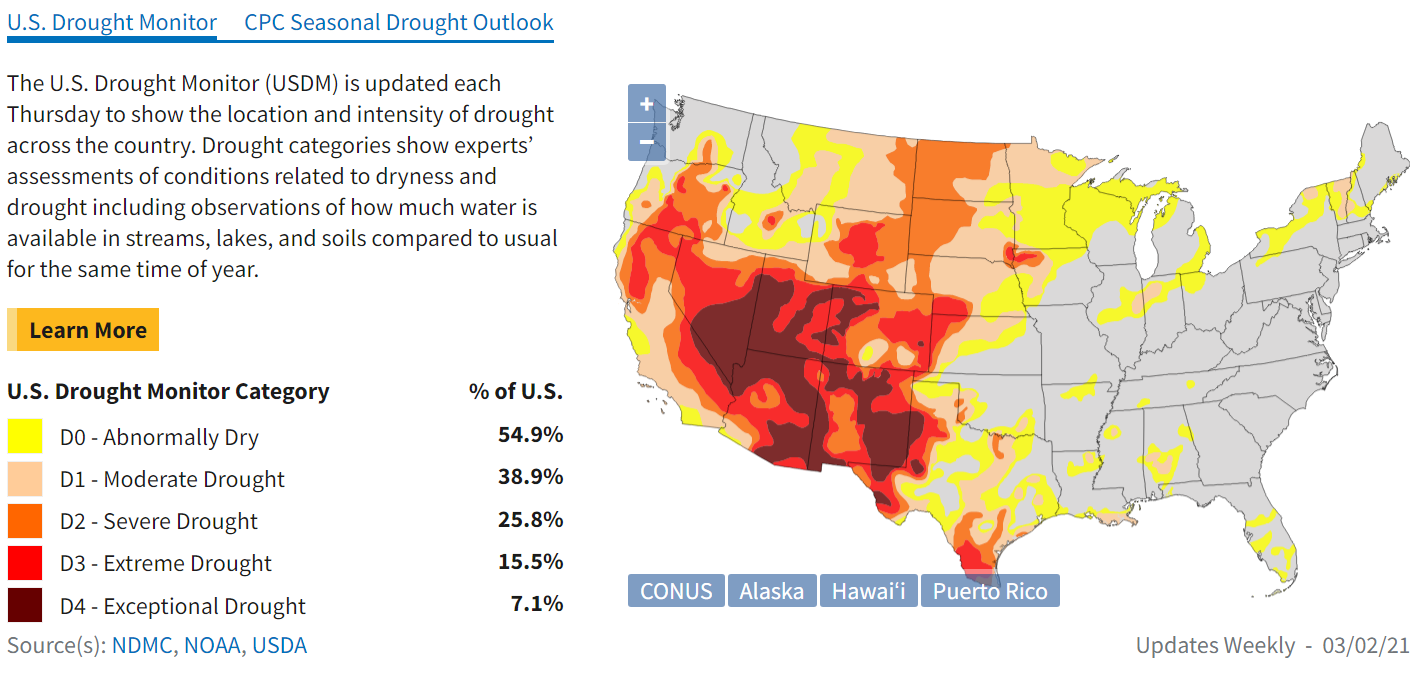 U.S. Drought Monitor CPC Seasonal Drought Outlook
The U.S. Drought Monitor (USDM) is updated each
Thursday to show the location and intensity of drought
across the country. Drought categories show experts’
assessments of conditions related to dryness and
drought including observations of how much water is
available in streams, lakes, and soils compared to usual
for the same time of year.
Learn More
U.S. Drought Monitor Category % of U.S.
D0 - Abnormally Dry 54.9%
D1 - Moderate Drought 38.9%
D2 - Severe Drought 25.8%
D3 - Extreme Drought 15.5%
D4 - Exceptional Drought 7.1%
Source(s): NDMC, NOAA, USDA
+
−
CONUS Alaska Hawaiʻi Puerto Rico
Updates Weekly - 03/02/21